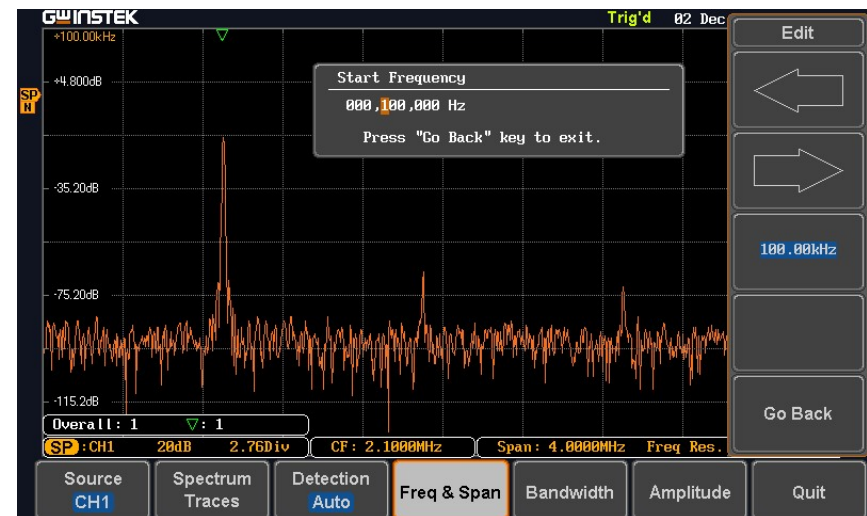 GWINSTEK
Trig'd 02 Dec
+100.00kHz
+4.800dB
SP
N
-35.20dB
-75.20dB
-115.2dB
Start Frequency
000,100,000 Hz
Press "Go Back" key to exit.
Edit
100.00kHz
Go Back
Overall: 1 ▽: 1
SP :CH1 20dB 2.76Div CF: 2.1000MHz Span: 4.0000MHz Freq Res.
Source
CH1
Spectrum
Traces
Detection
Auto
Freq & Span
Bandwidth
Amplitude
Quit